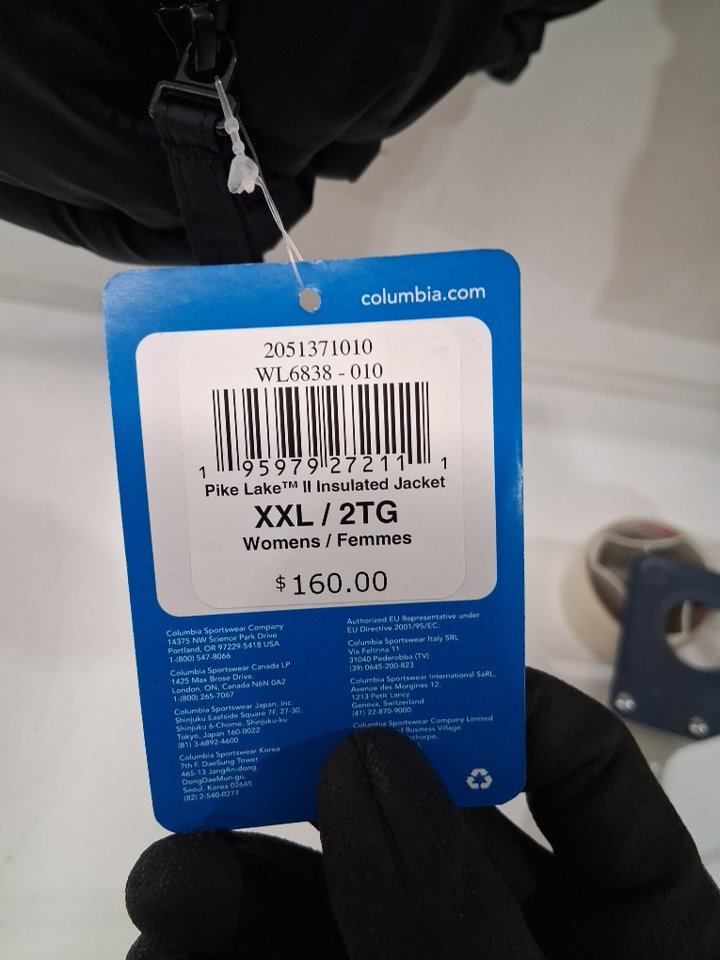 columbia.com
2051371010
WL6838 - 010
1 95979 27211 1
Pike Lake™ II Insulated Jacket
XXL / 2TG
Womens / Femmes
$160.00
Columbia Sportswear Company
14375 NW Science Park Drive
Portland, OR 97229-5418 USA
1-(800) 547-8066
Columbia Sportswear Canada LP
1425 Max Brose Drive,
London, ON, Canada N6N 0A2
1-(800) 265-7067
Columbia Sportswear Japan, inc.
Shinjuku Eastside Square 7F, 27-30,
Shinjuku 6-Chome, Shinjuku-ku
Tokyo, Japan 160-0022
(81) 3-6892-4600
Columbia Sportswear Korea
7th F. DaeSung Tower
465-13 JangAn-dong,
DongDaeMun-gu,
Seoul, Korea 02645
(82) 2-540-0277
Authorized EU Representative under
EU Directive 2001/95/EC:
Columbia Sportswear Italy SRL
Via Feltrina 11
31040 Pederobba (TV)
(39) 0645-200-823
Columbia Sportswear International SàRL,
Avenue des Morgines 12,
1213 Petit Lancy
Geneva, Switzerland
(41) 22-870-9000
Columbia Sportswear Company Limited
Business Village